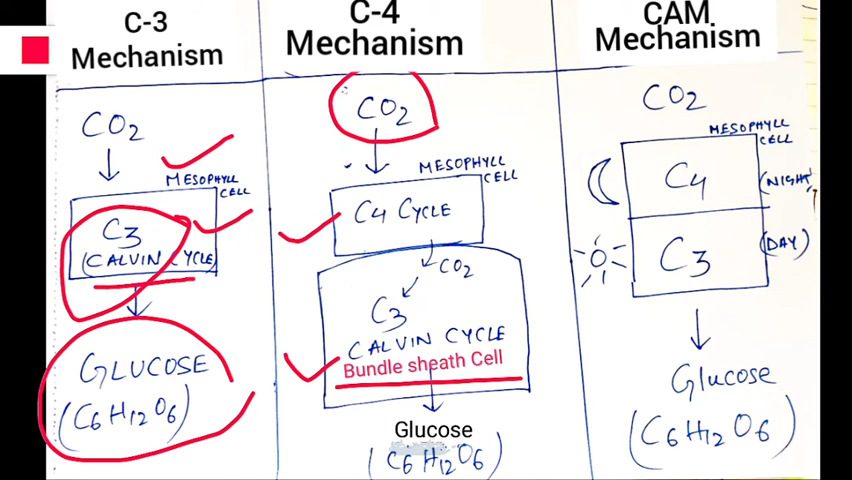 C-3
Mechanism
CO2
MESOPHYLL
CELL
C3
(CALVIN CYCLE)
GLUCOSE
(C6H12O6)
C-4
Mechanism
CO2
MESOPHYLL
CELL
C4 CYCLE
CO2
C3
CALVIN CYCLE
Bundle sheath Cell
Glucose
(C6H12O6)
CAM
Mechanism
CO2
MESOPHYLL
CELL
C4
(NIGHT)
C3
(DAY)
Glucose
(C6H12O6)